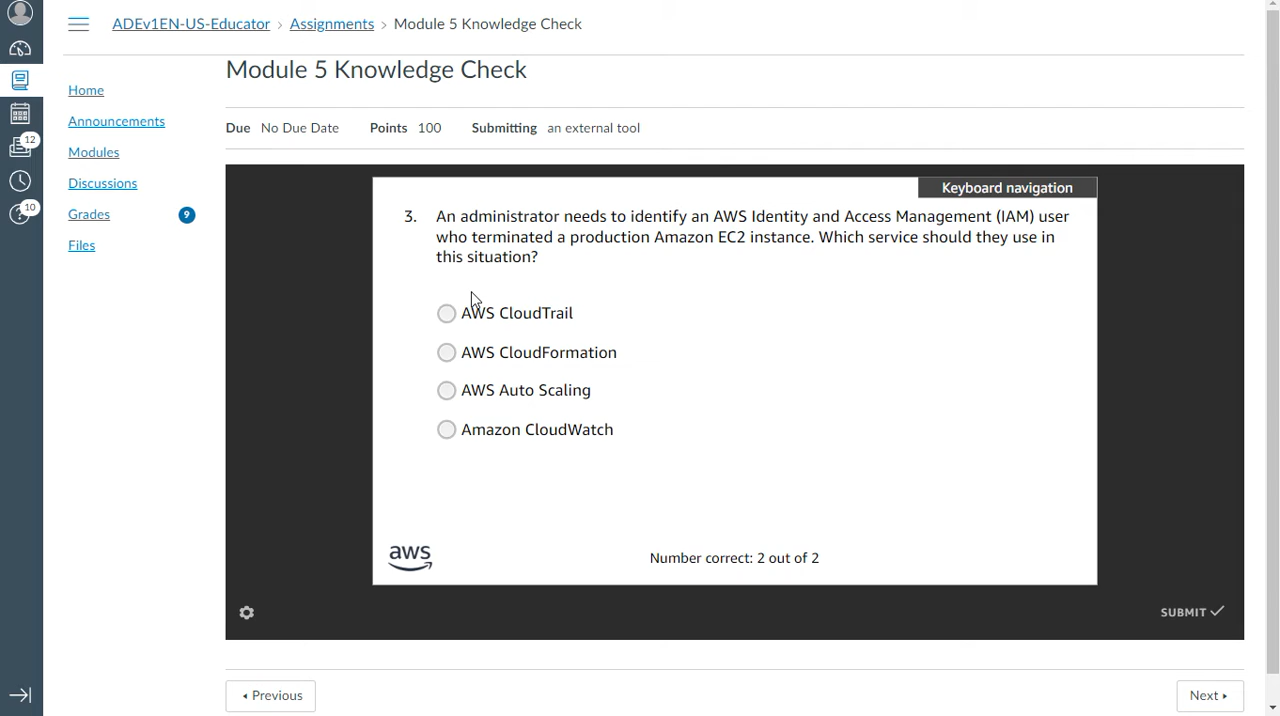 ADEv1EN-US-Educator › Assignments › Module 5 Knowledge Check
Module 5 Knowledge Check
Home
Announcements
Modules
Discussions
Grades 9
Files
12
10
Due No Due Date Points 100 Submitting an external tool
Keyboard navigation
3. An administrator needs to identify an AWS Identity and Access Management (IAM) user
who terminated a production Amazon EC2 instance. Which service should they use in
this situation?
AWS CloudTrail
AWS CloudFormation
AWS Auto Scaling
Amazon CloudWatch
aws
Number correct: 2 out of 2
SUBMIT
Previous
Next